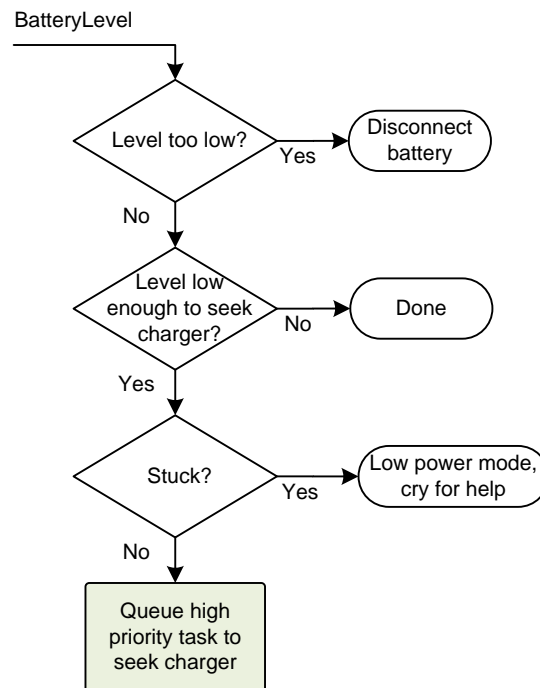 BatteryLevel
Level too low?
Yes
Disconnect
battery
No
Level low
enough to seek
charger?
No
Done
Yes
Stuck?
Yes
Low power mode,
cry for help
No
Queue high
priority task to
seek charger